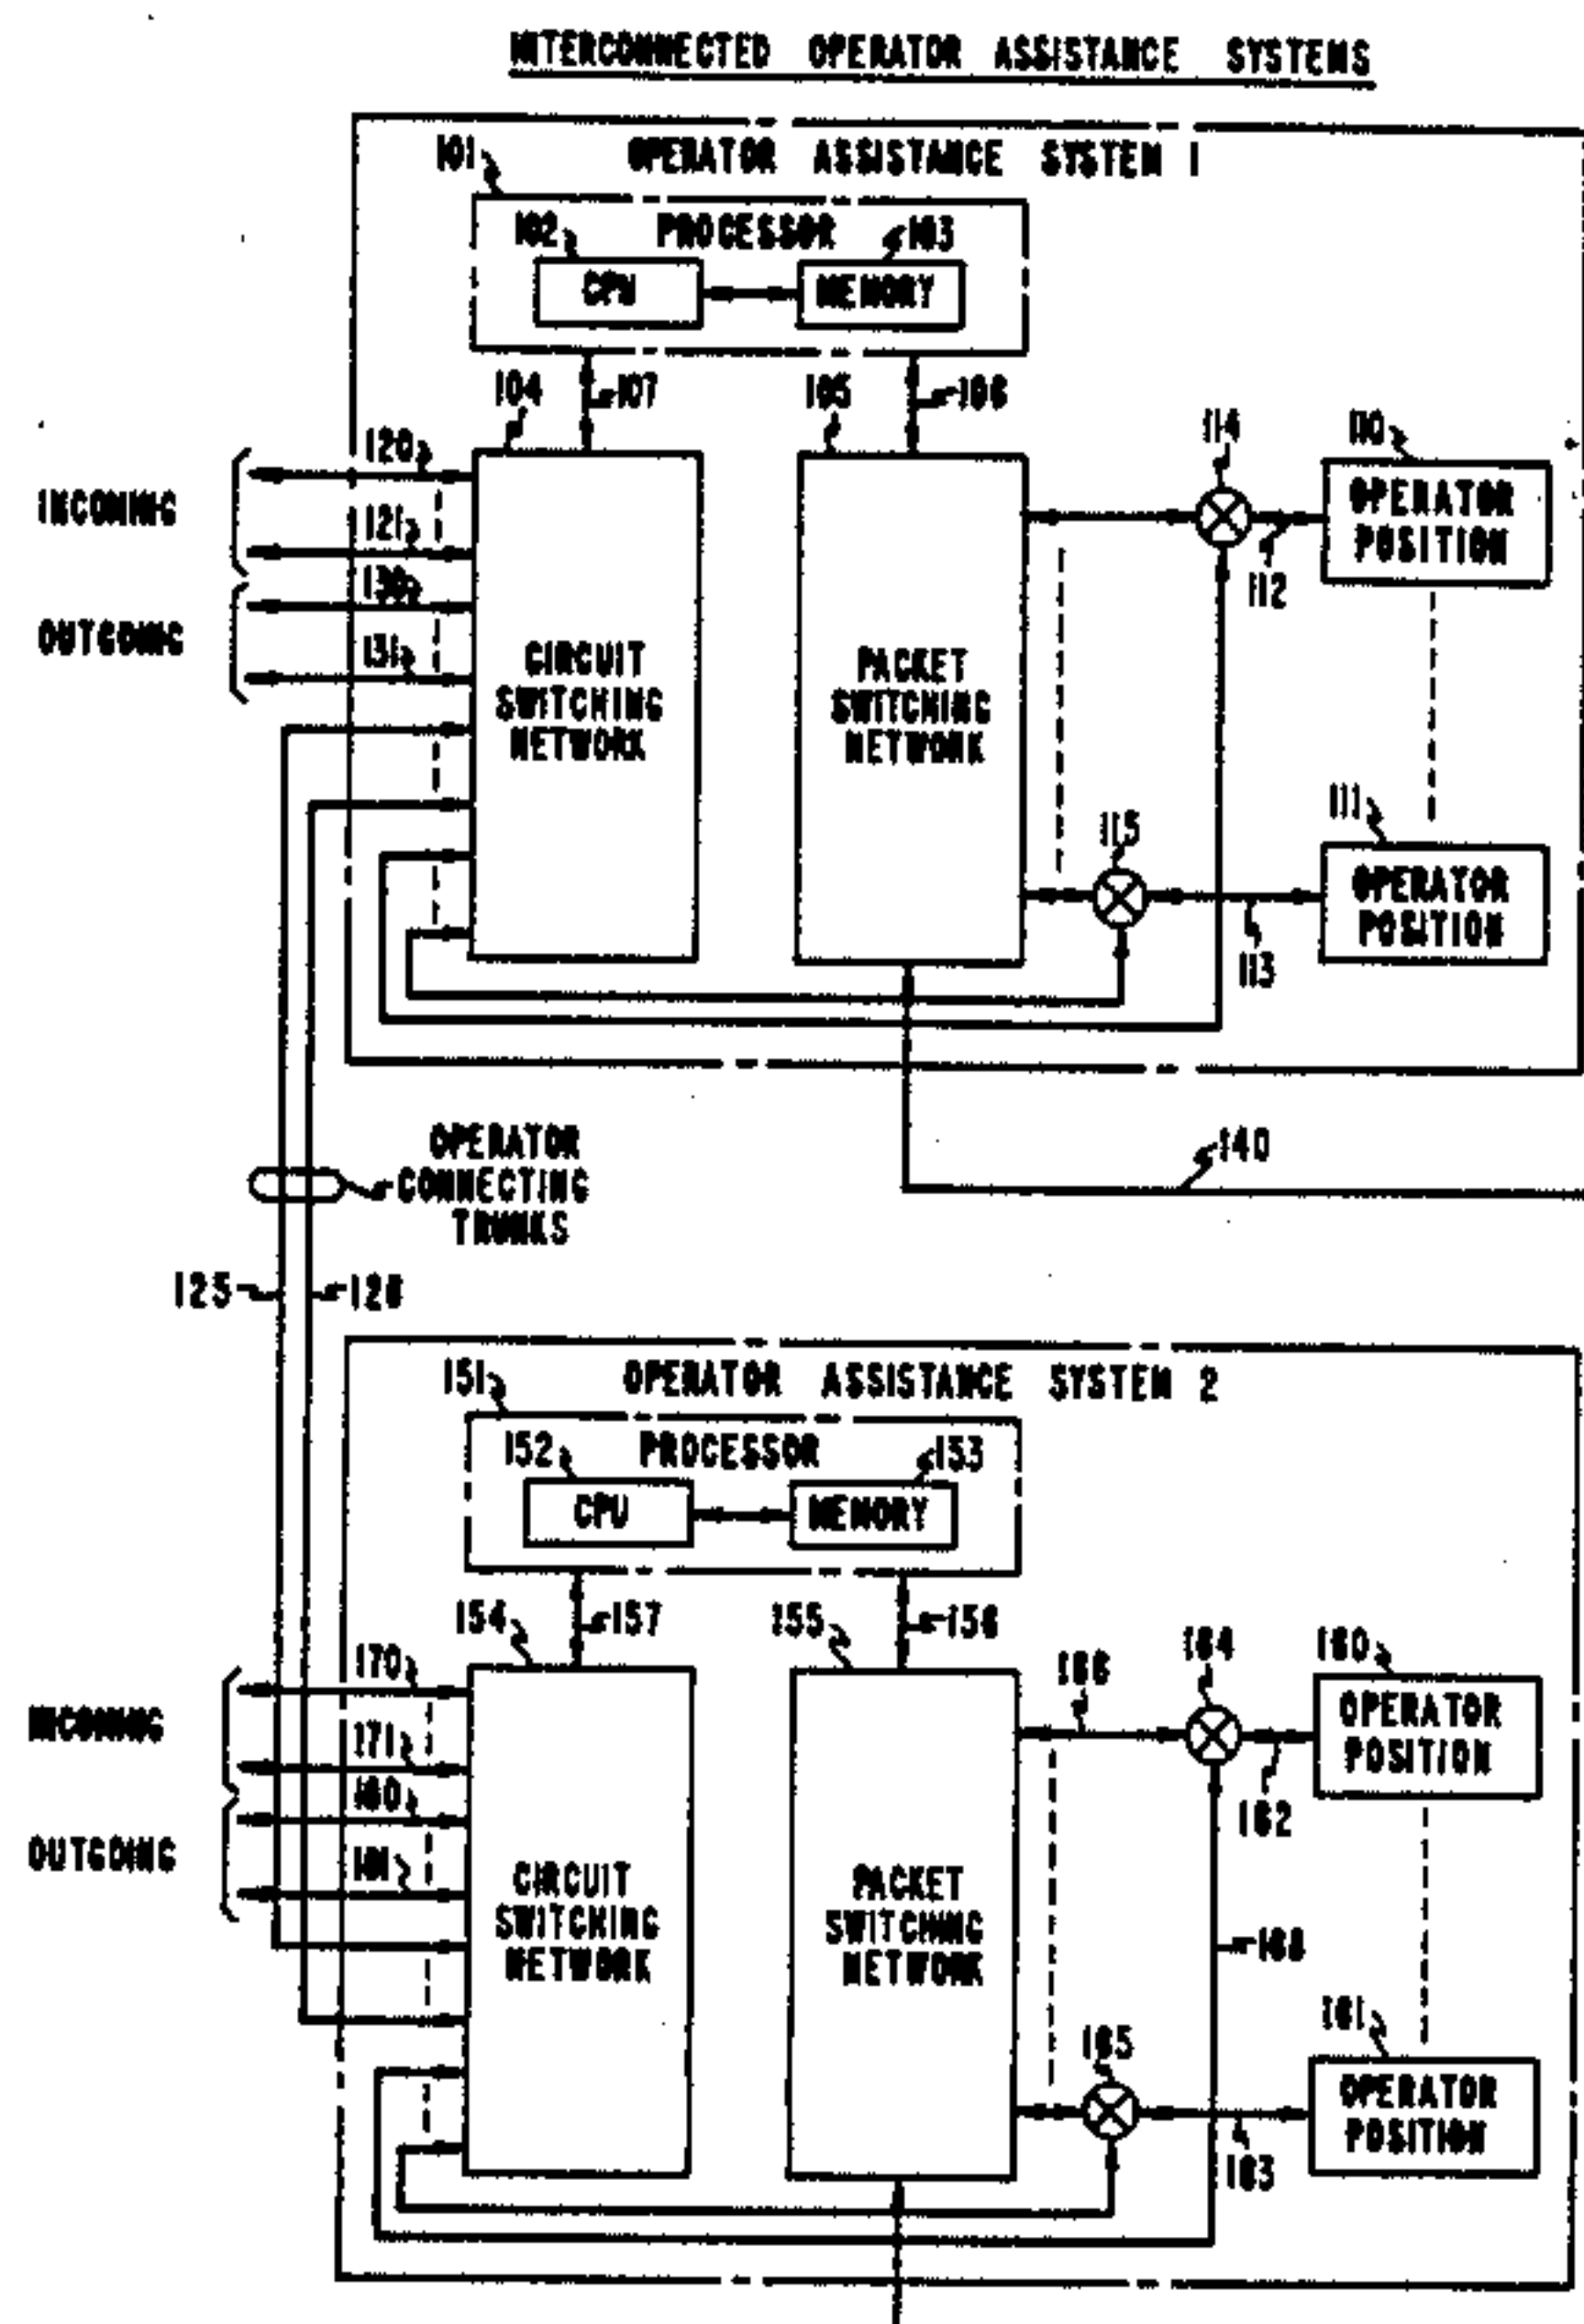 INTERCONNECTED OPERATOR ASSISTANCE SYSTEMS
OPERATOR ASSISTANCE SYSTEM 1
101
PROCESSOR
102
103
CPU
MEMORY
104
107
105
106
114
110
INCOMING
120
121
OUTGOING
130
131
CIRCUIT
SWITCHING
NETWORK
PACKET
SWITCHING
NETWORK
OPERATOR
POSITION
112
111
115
OPERATOR
POSITION
113
OPERATOR
CONNECTING
TRUNKS
140
125
126
OPERATOR ASSISTANCE SYSTEM 2
151
PROCESSOR
152
153
CPU
MEMORY
154
157
155
156
166
164
160
INCOMING
170
171
OUTGOING
180
181
CIRCUIT
SWITCHING
NETWORK
PACKET
SWITCHING
NETWORK
OPERATOR
POSITION
162
168
161
165
OPERATOR
POSITION
163